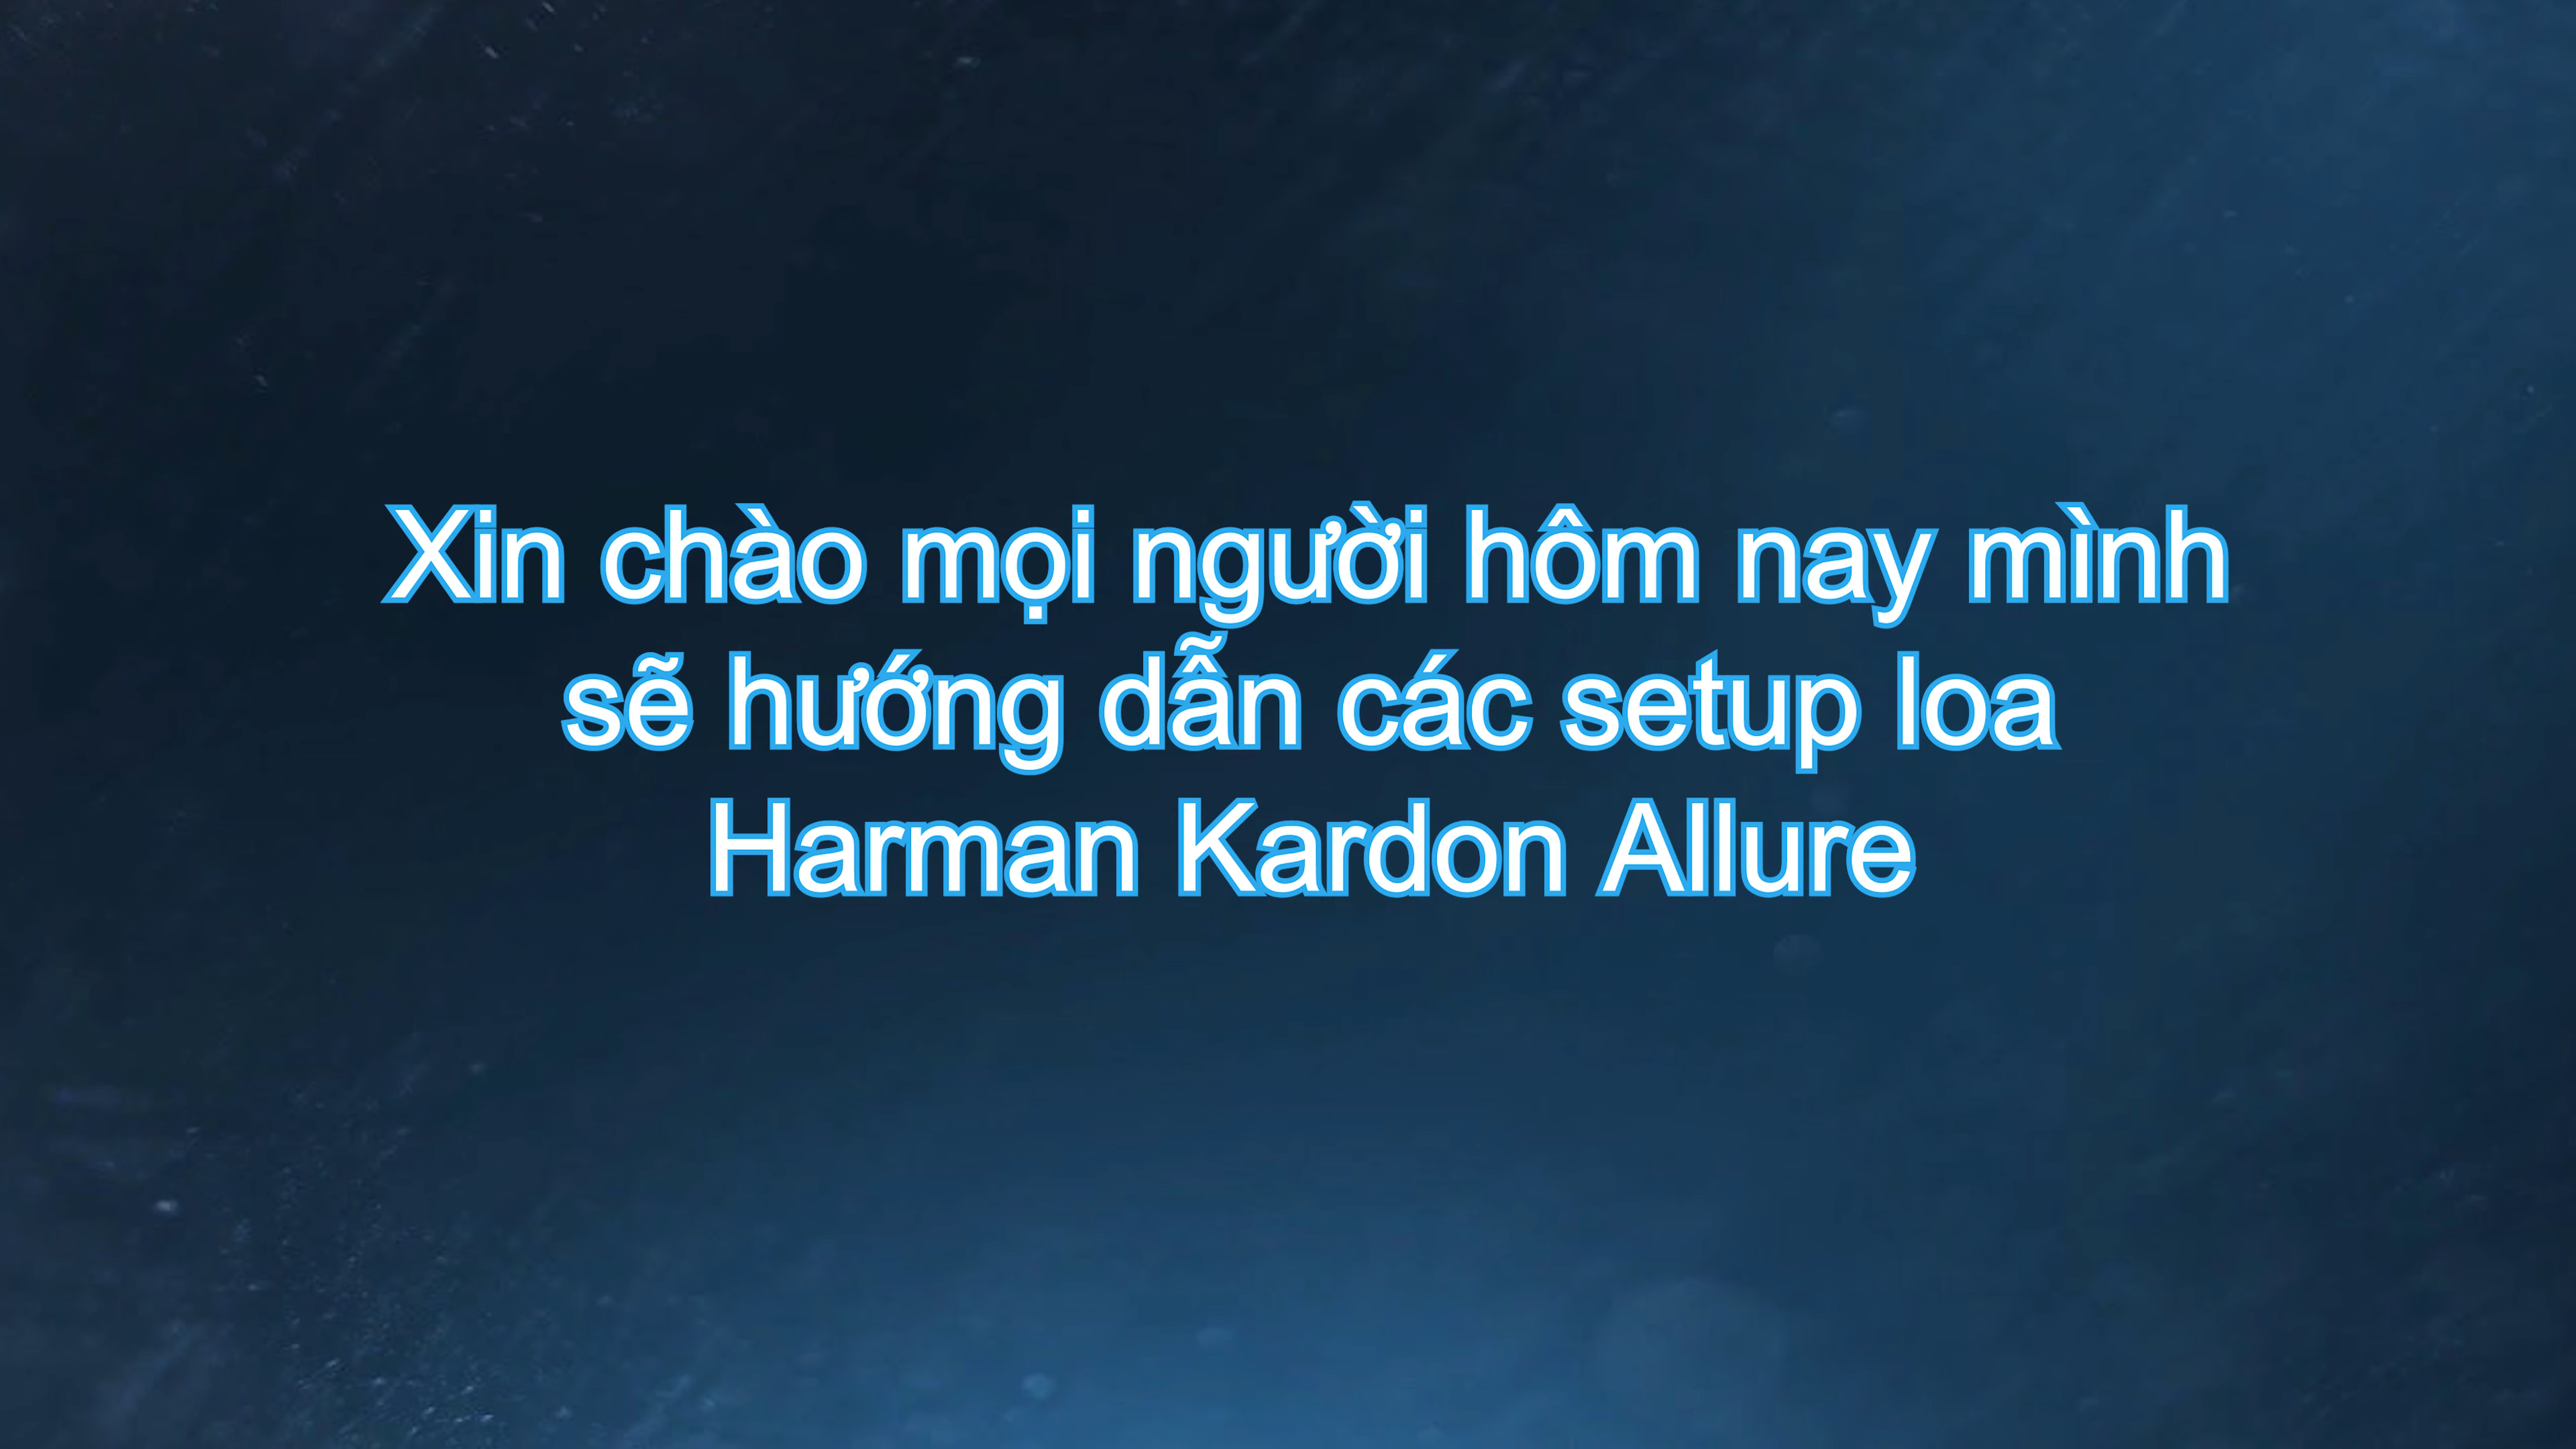 Xin chào mọi người hôm nay mình
sẽ hướng dẫn các setup loa
Harman Kardon Allure